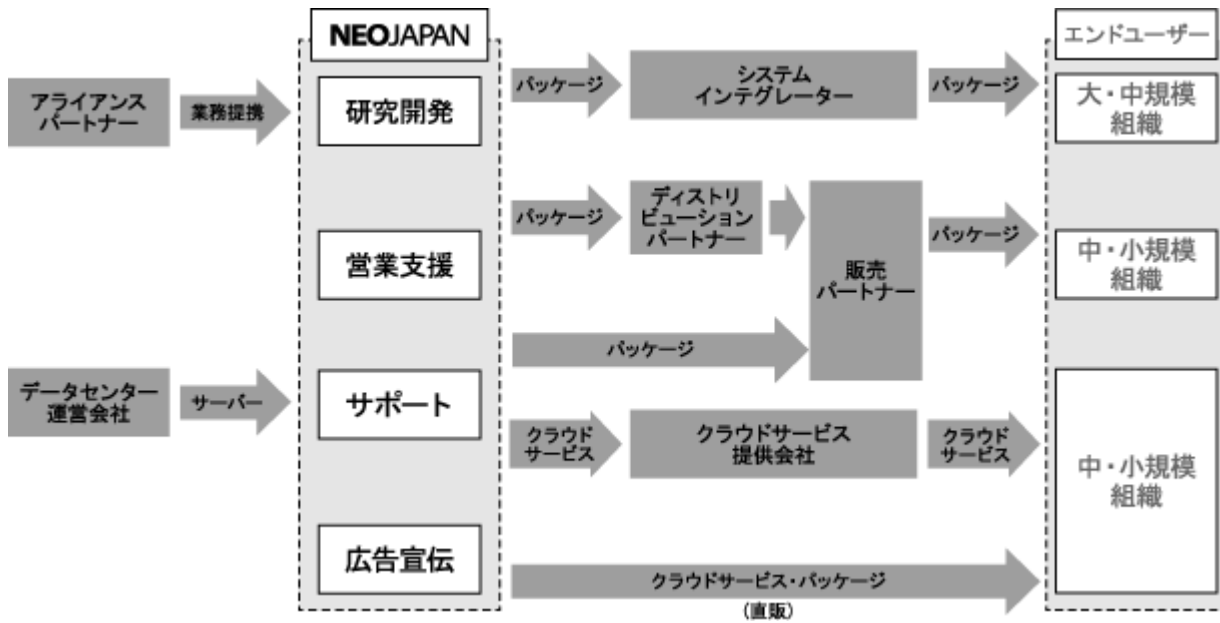 NEOJAPAN
エンドユーザー
アライアンス
パートナー
業務提携
研究開発
パッケージ
システム
インテグレーター
パッケージ
大・中規模
組織
営業支援
パッケージ
ディストリ
ビューション
パートナー
販売
パートナー
パッケージ
中・小規模
組織
パッケージ
データセンター
運営会社
サーバー
サポート
クラウド
サービス
クラウドサービス
提供会社
クラウド
サービス
中・小規模
組織
広告宣伝
クラウドサービス・パッケージ
(直販)